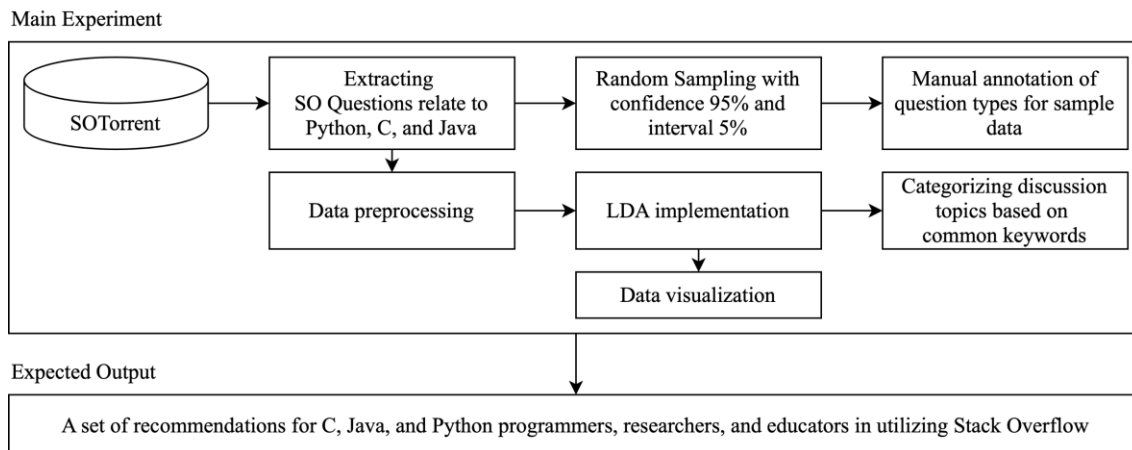 Main Experiment
SOTorrent
Extracting
SO Questions relate to
Python, C, and Java
Random Sampling with
confidence 95% and
interval 5%
Manual annotation of
question types for sample
data
Data preprocessing
LDA implementation
Categorizing discussion
topics based on
common keywords
Data visualization
Expected Output
A set of recommendations for C, Java, and Python programmers, researchers, and educators in utilizing Stack Overflow